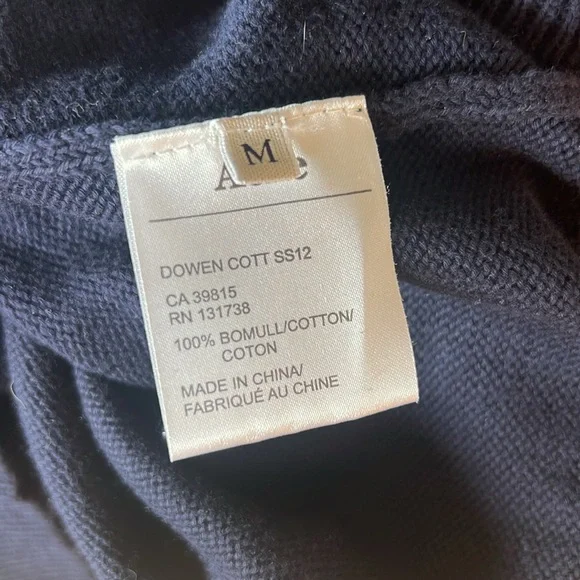 M
DOWEN COTT SS12
CA 39815
RN 131738
100% BOMULL/COTTON/
COTON
MADE IN CHINA/
FABRIQUÉ AU CHINE